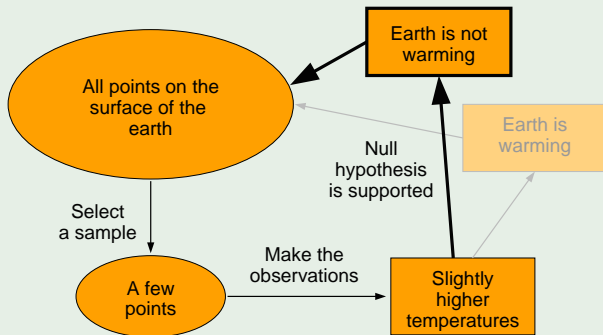 Earth is not
warming
All points on the
surface of the
earth
Earth is
warming
Null
hypothesis
is supported
Select
a sample
Make the
observations
A few
points
Slightly
higher
temperatures